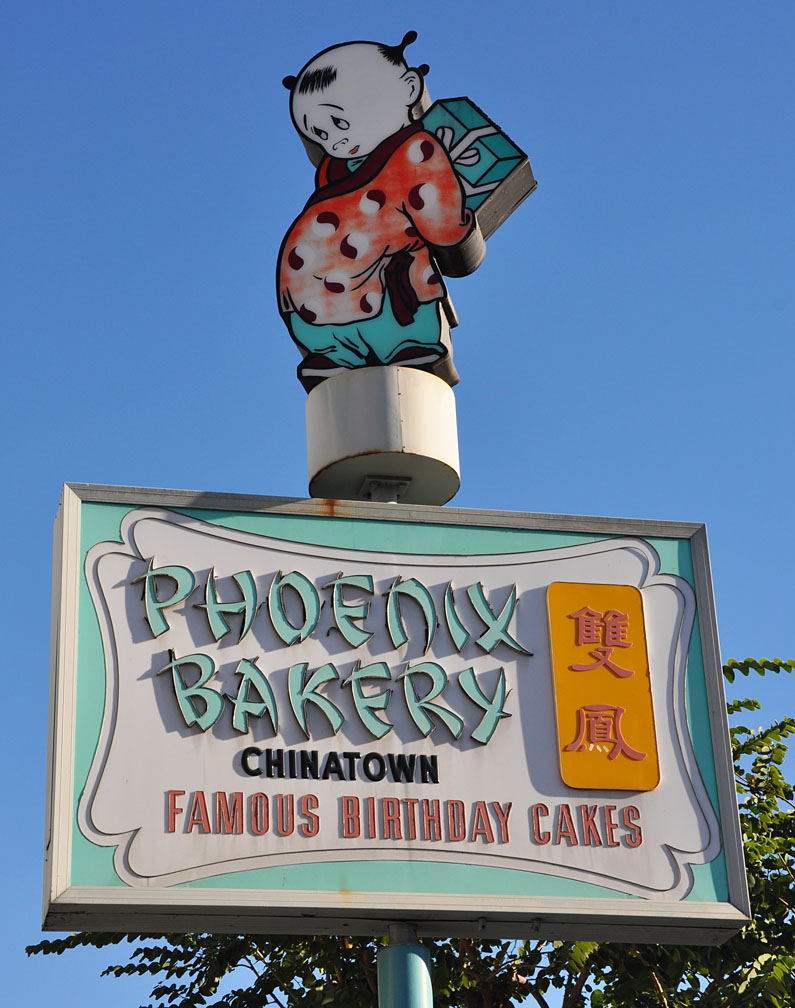 PHOENIX
BAKERY
CHINATOWN
FAMOUS BIRTHDAY CAKES
雙鳳